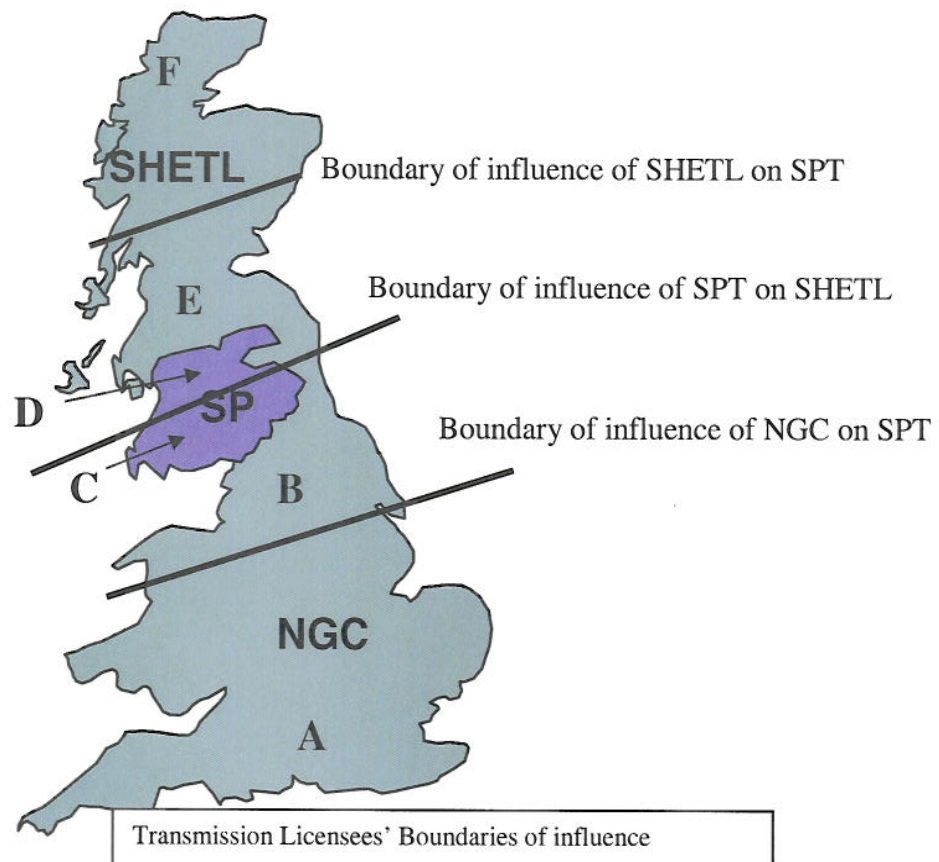 F
SHETL
Boundary of influence of SHETL on SPT
E
Boundary of influence of SPT on SHETL
D
SP
Boundary of influence of NGC on SPT
C
B
NGC
A
Transmission Licensees’ Boundaries of influence